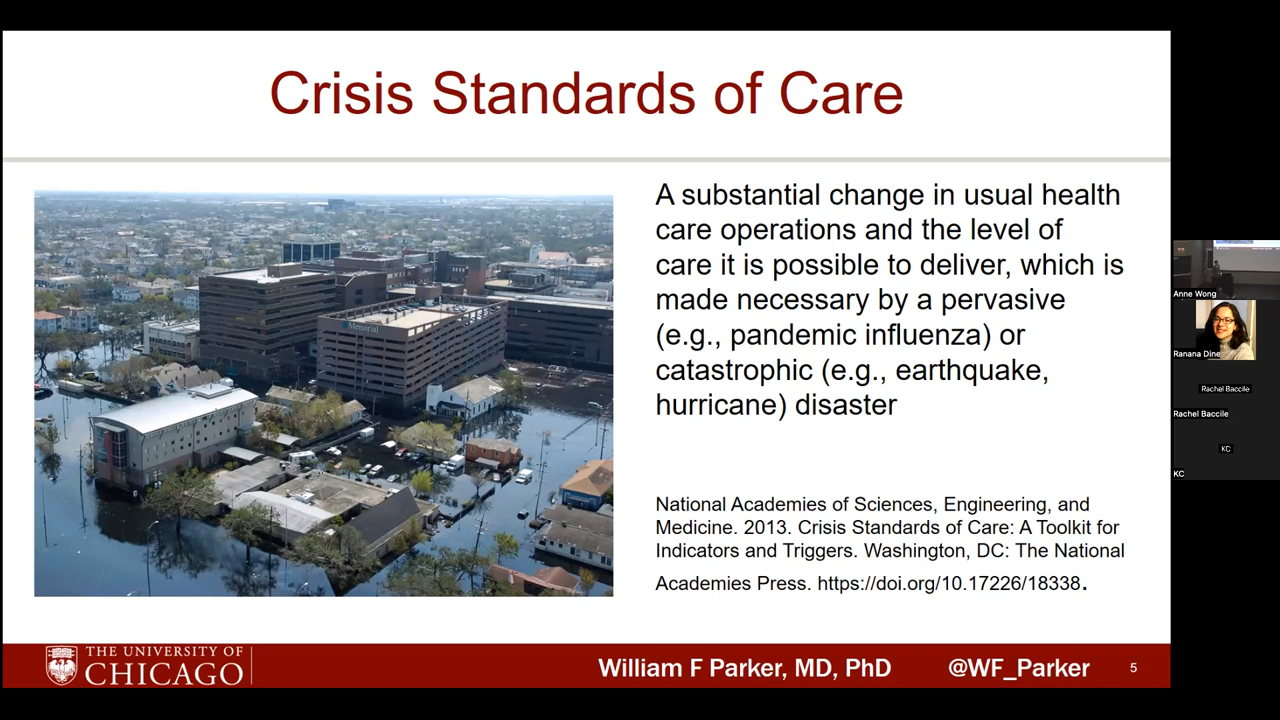 Crisis Standards of Care
Memorial
A substantial change in usual health
care operations and the level of
care it is possible to deliver, which is
made necessary by a pervasive
(e.g., pandemic influenza) or
catastrophic (e.g., earthquake,
hurricane) disaster
National Academies of Sciences, Engineering, and
Medicine. 2013. Crisis Standards of Care: A Toolkit for
Indicators and Triggers. Washington, DC: The National
Academies Press. https://doi.org/10.17226/18338.
THE UNIVERSITY OF
CHICAGO
William F Parker, MD, PhD
@WF_Parker
5
Anne Wong
Ranana Dine
Rachel Baccile
Rachel Baccile
KC
KC